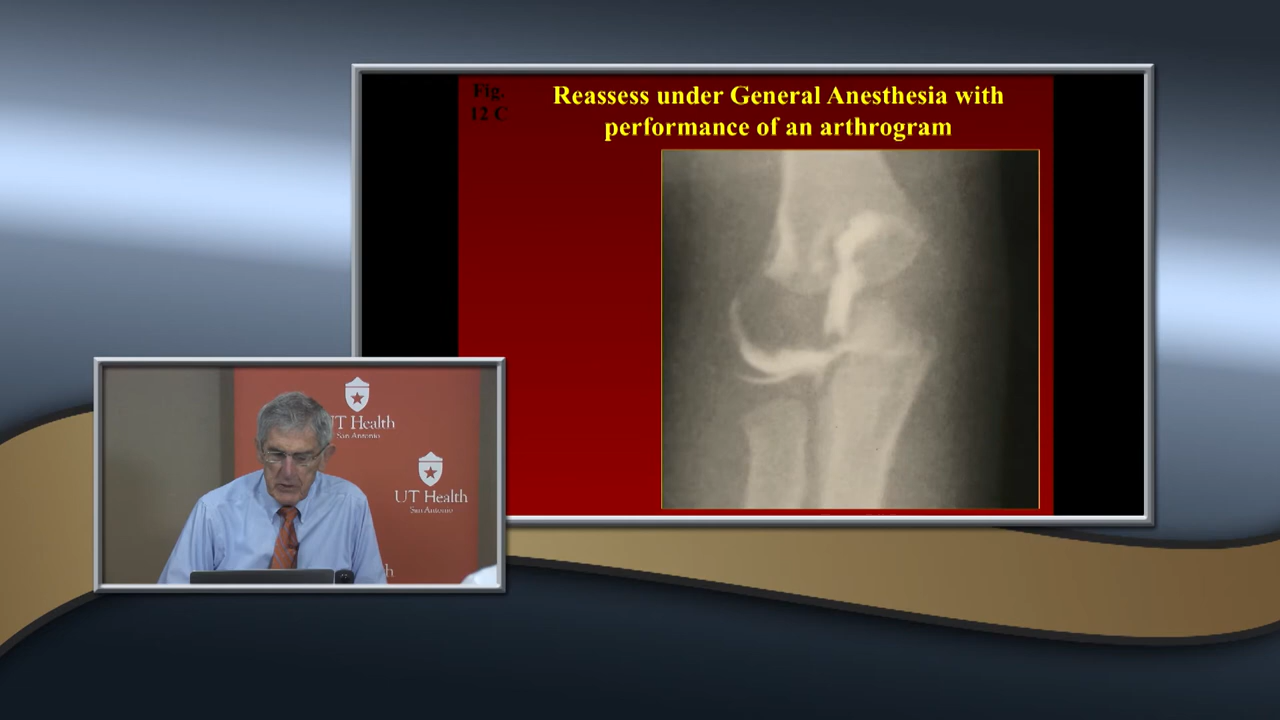 Fig.
12 C
Reassess under General Anesthesia with
performance of an arthrogram
UT Health
San Antonio
UT Health
San Antonio
h